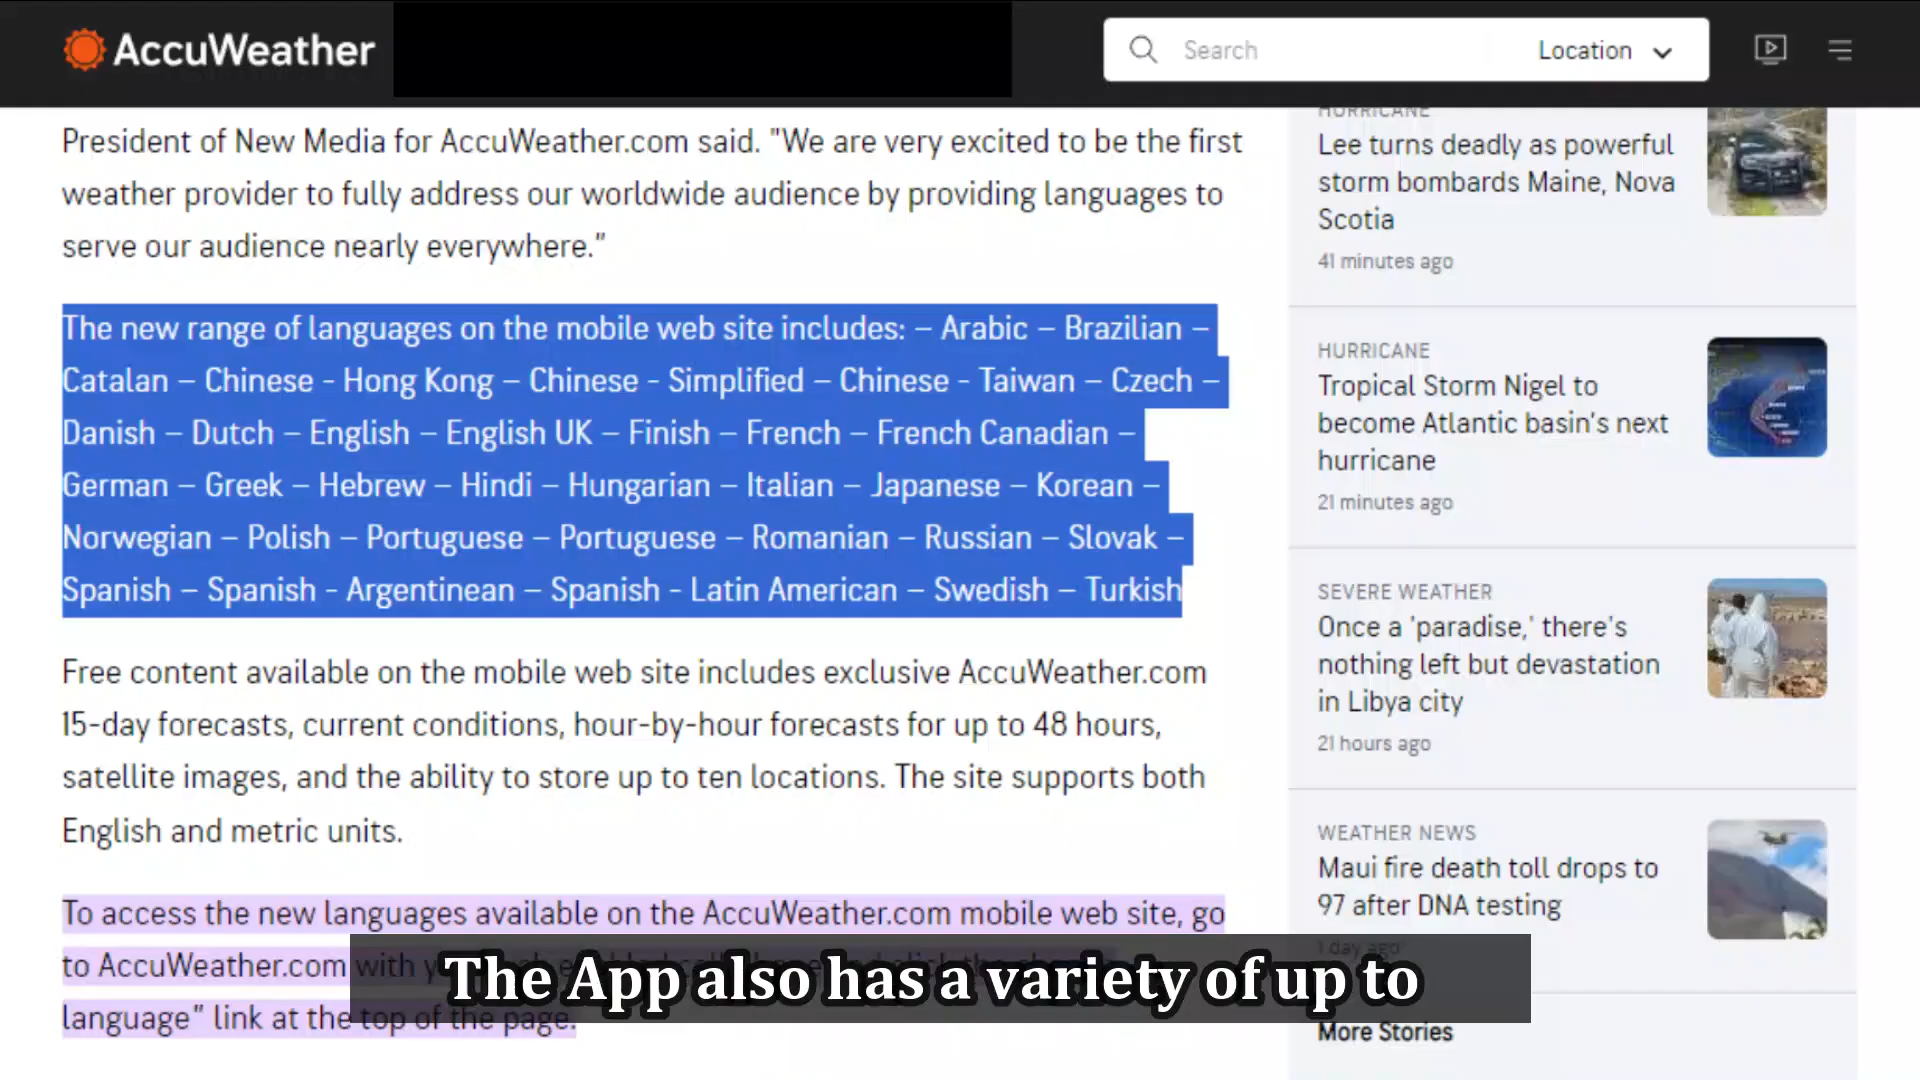 AccuWeather
Search
Location
President of New Media for AccuWeather.com said. "We are very excited to be the first
weather provider to fully address our worldwide audience by providing languages to
serve our audience nearly everywhere."
The new range of languages on the mobile web site includes: – Arabic – Brazilian –
Catalan – Chinese - Hong Kong – Chinese - Simplified – Chinese - Taiwan – Czech –
Danish – Dutch – English – English UK – Finish – French – French Canadian –
German – Greek – Hebrew – Hindi – Hungarian – Italian – Japanese – Korean –
Norwegian – Polish – Portuguese – Portuguese – Romanian – Russian – Slovak –
Spanish – Spanish - Argentinean – Spanish - Latin American – Swedish – Turkish
Free content available on the mobile web site includes exclusive AccuWeather.com
15-day forecasts, current conditions, hour-by-hour forecasts for up to 48 hours,
satellite images, and the ability to store up to ten locations. The site supports both
English and metric units.
To access the new languages available on the AccuWeather.com mobile web site, go
to AccuWeather.com with
language" link at the top of the page.
The App also has a variety of up to
HURRICANE
Lee turns deadly as powerful
storm bombards Maine, Nova
Scotia
41 minutes ago
HURRICANE
Tropical Storm Nigel to
become Atlantic basin's next
hurricane
21 minutes ago
SEVERE WEATHER
Once a 'paradise,' there's
nothing left but devastation
in Libya city
21 hours ago
WEATHER NEWS
Maui fire death toll drops to
97 after DNA testing
1 day ago
More Stories